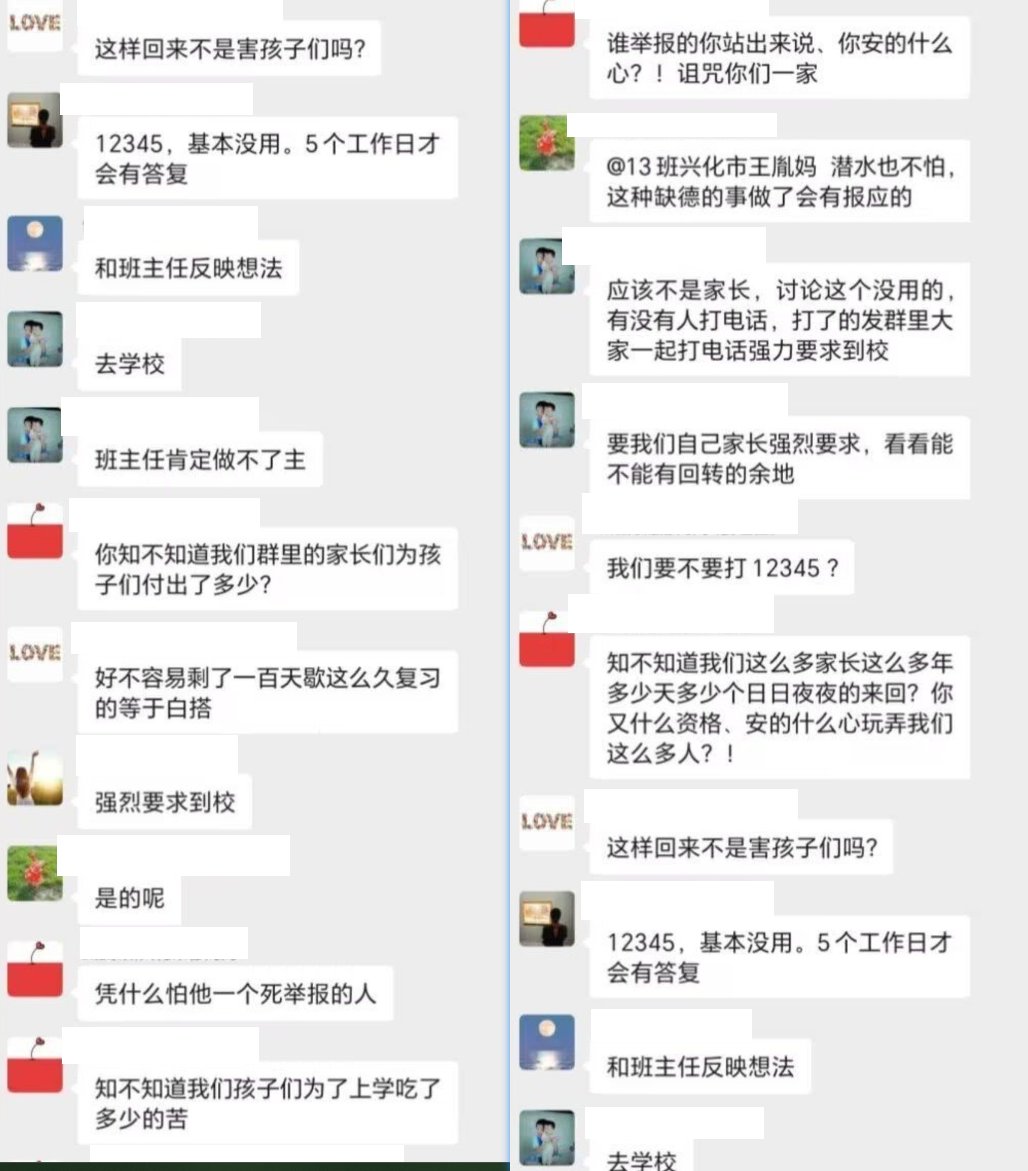 LOVE
这样回来不是害孩子们吗？
12345，基本没用。5个工作日才
会有答复
和班主任反映想法
去学校
班主任肯定做不了主
你知不知道我们群里的家长们为孩
子们付出了多少？
LOVE
好不容易剩了一百天歇这么久复习
的等于白搭
强烈要求到校
是的呢
凭什么怕他一个死举报的人
知不知道我们孩子们为了上学吃了
多少的苦
谁举报的你站出来说、你安的什么
心？！诅咒你们一家
@13班兴化市王胤妈 潜水也不怕，
这种缺德的事做了会有报应的
应该不是家长，讨论这个没用的，
有没有人打电话，打了的发群里大
家一起打电话强力要求到校
要我们自己家长强烈要求，看看能
不能有回转的余地
LOVE
我们要不要打12345？
知不知道我们这么多家长这么多年
多少天多少个日日夜夜的来回？你
又什么资格、安的什么心玩弄我们
这么多人？！
LOVE
这样回来不是害孩子们吗？
12345，基本没用。5个工作日才
会有答复
和班主任反映想法
去学校